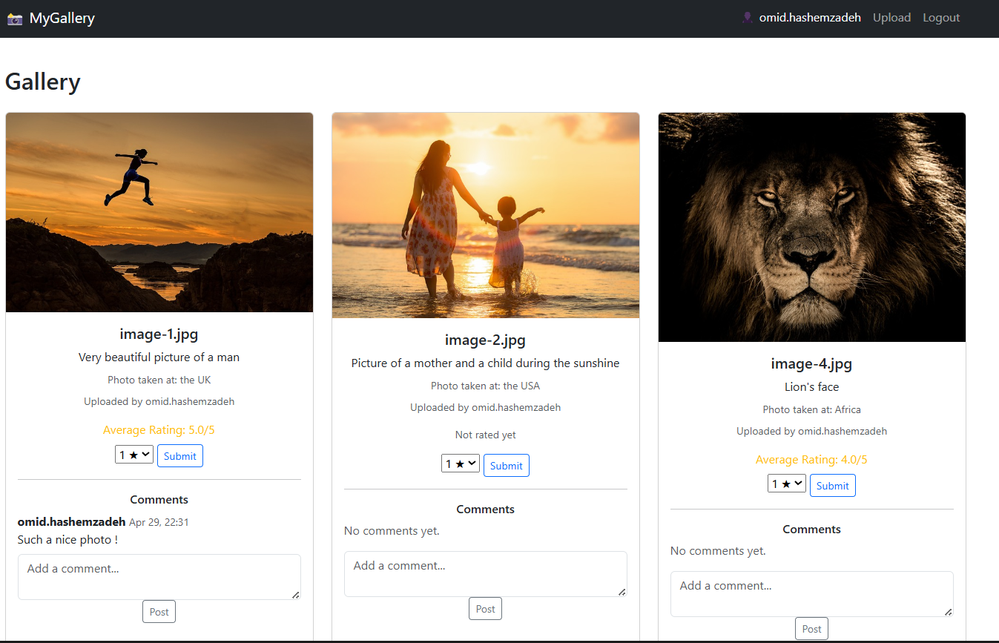 MyGallery
omid.hashemzadeh Upload Logout
Gallery
image-1.jpg
Very beautiful picture of a man
Photo taken at: the UK
Uploaded by omid.hashemzadeh
Average Rating: 5.0/5
1 ★ Submit
Comments
omid.hashemzadeh Apr 29, 22:31
Such a nice photo !
Add a comment...
Post
image-2.jpg
Picture of a mother and a child during the sunshine
Photo taken at: the USA
Uploaded by omid.hashemzadeh
Not rated yet
1 ★ Submit
Comments
No comments yet.
Add a comment...
Post
image-4.jpg
Lion's face
Photo taken at: Africa
Uploaded by omid.hashemzadeh
Average Rating: 4.0/5
1 ★ Submit
Comments
No comments yet.
Add a comment...
Post